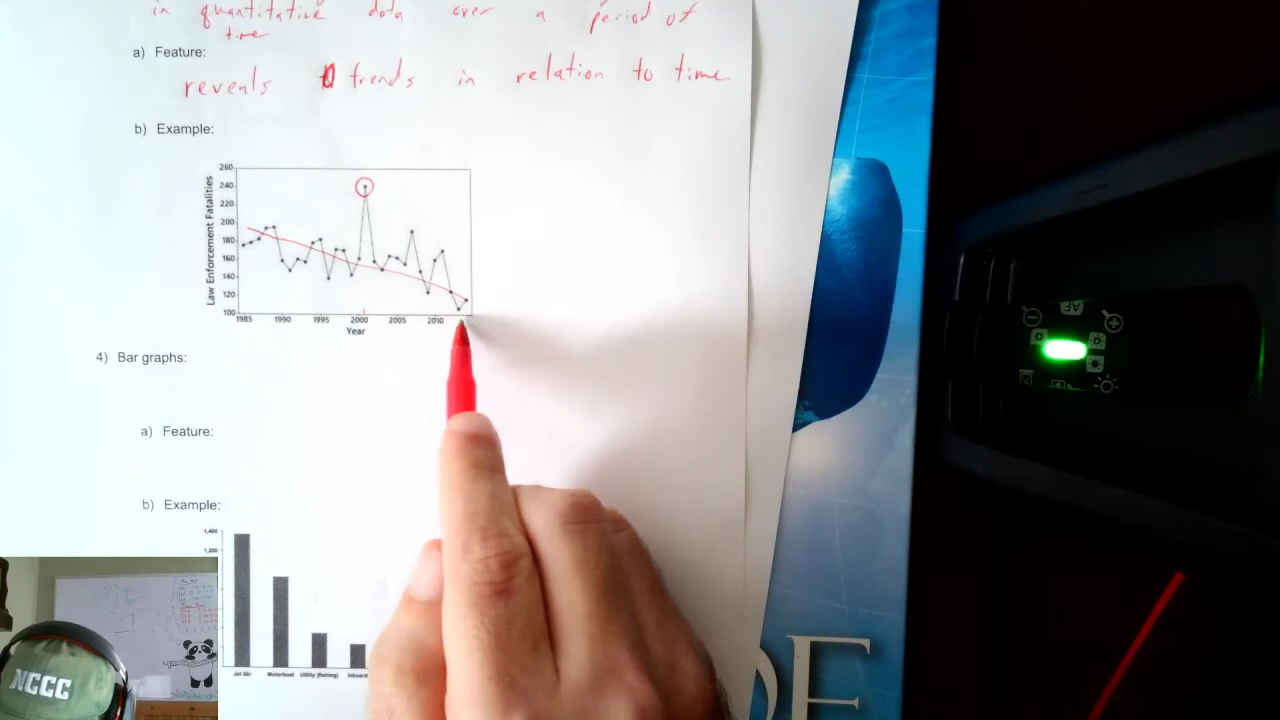 in quantitative data over a period of
time
a) Feature:
reveals trends in relation to time
b) Example:
260
240
220
200
180
160
140
120
100
Law Enforcement Fatalities
1985 1990 1995 2000 2005 2010
Year
4) Bar graphs:
a) Feature:
b) Example:
1,400
1,200
Jet Ski Motorboat Utility (fishing) Inboard
NCCC
AF
DE